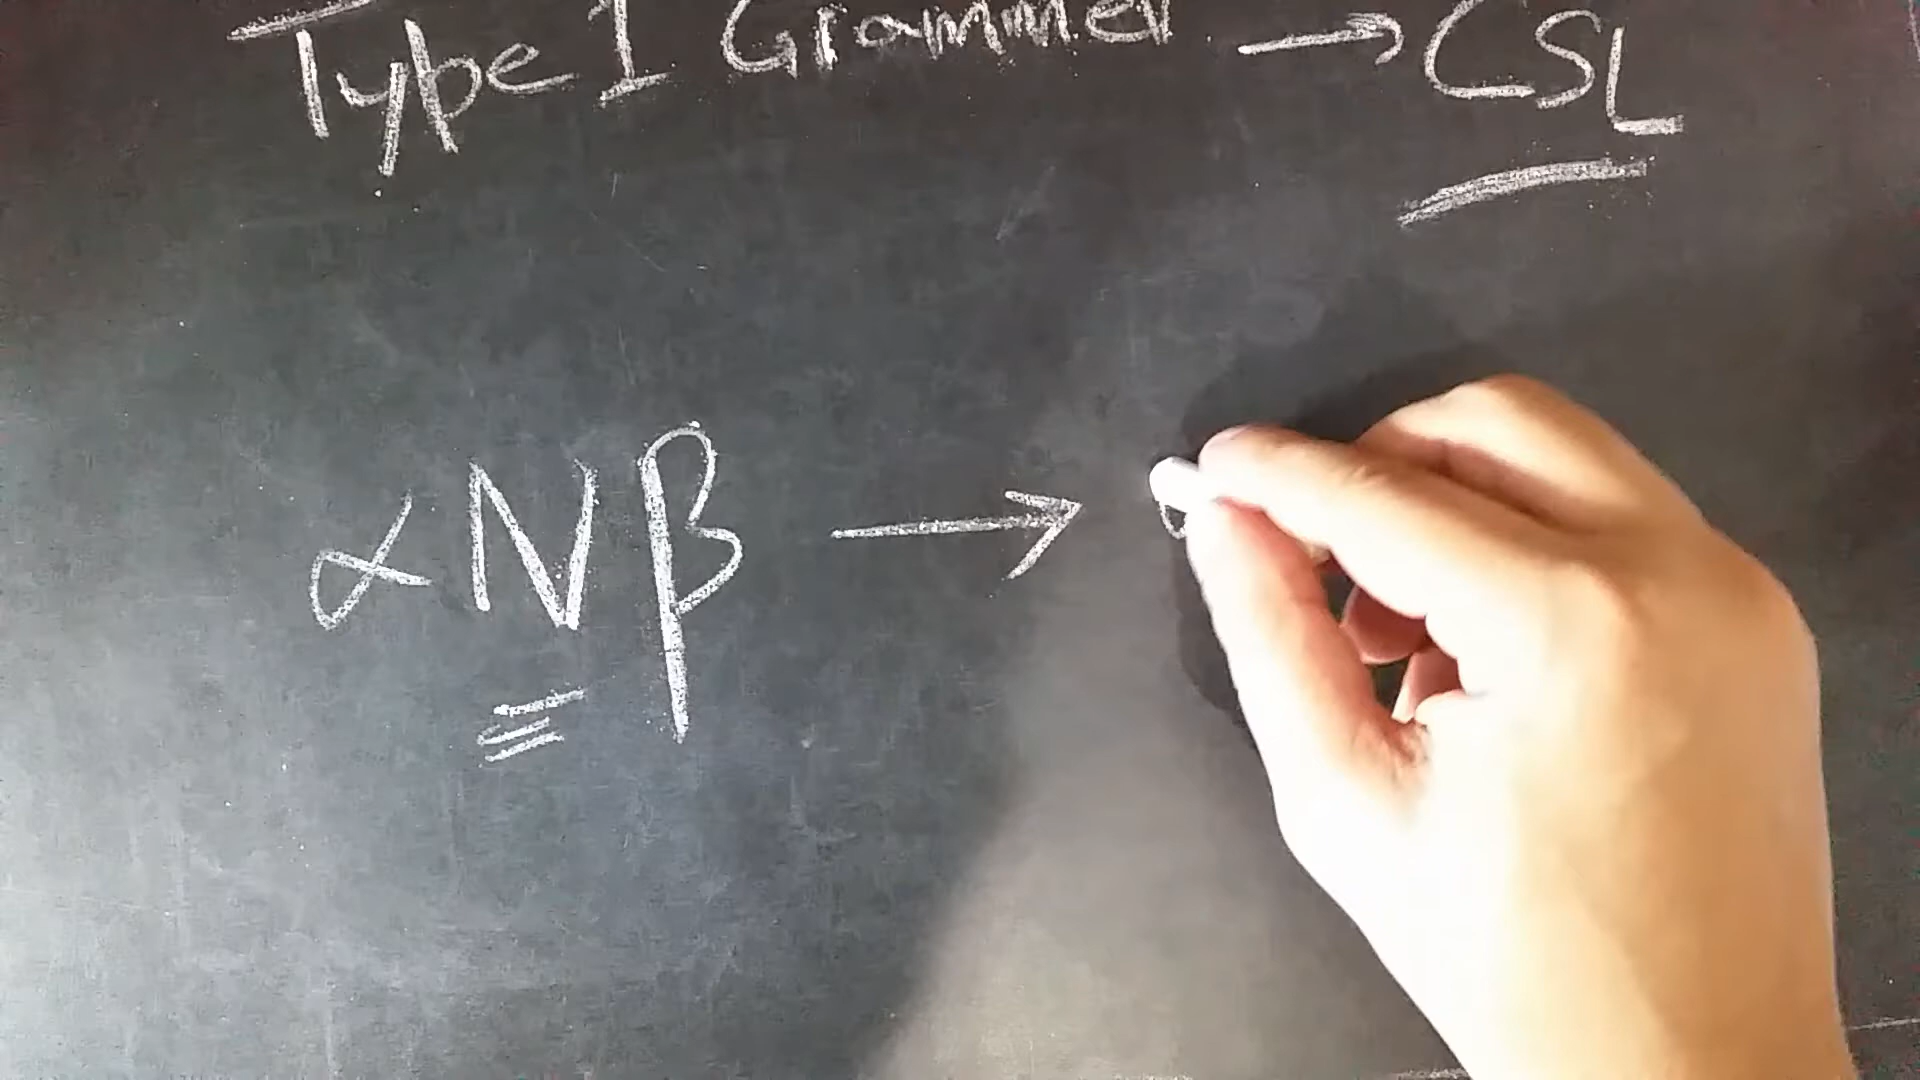 Type 1 Grammer → CSL
αNβ →